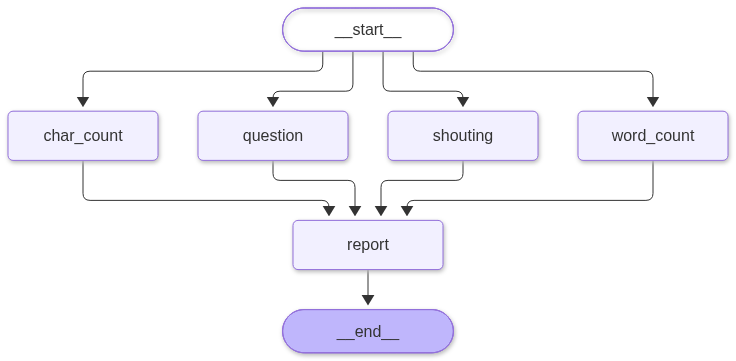 __start__
char_count
question
shouting
word_count
report
__end__